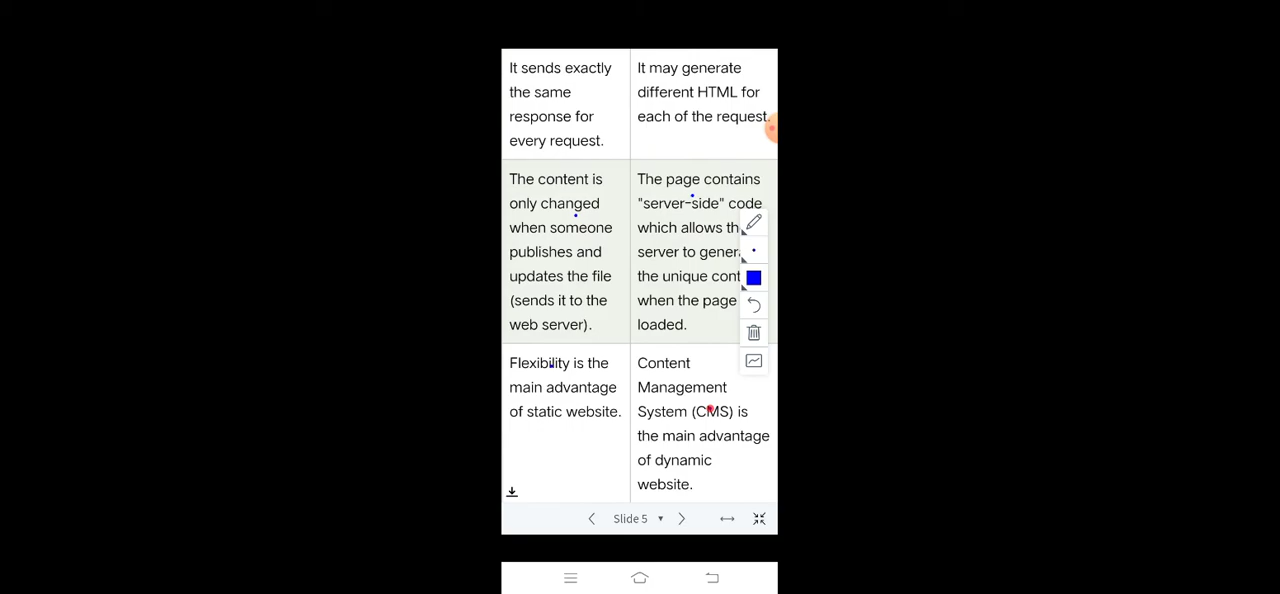 It sends exactly
the same
response for
every request.
It may generate
different HTML for
each of the request.
The content is
only changed
when someone
publishes and
updates the file
(sends it to the
web server).
The page contains
"server-side" code
which allows
server to
the unique
when the page
loaded.
Flexibility is the
main advantage
of static website.
Content
Management
System (CMS) is
the main advantage
of dynamic
website.
Slide 5